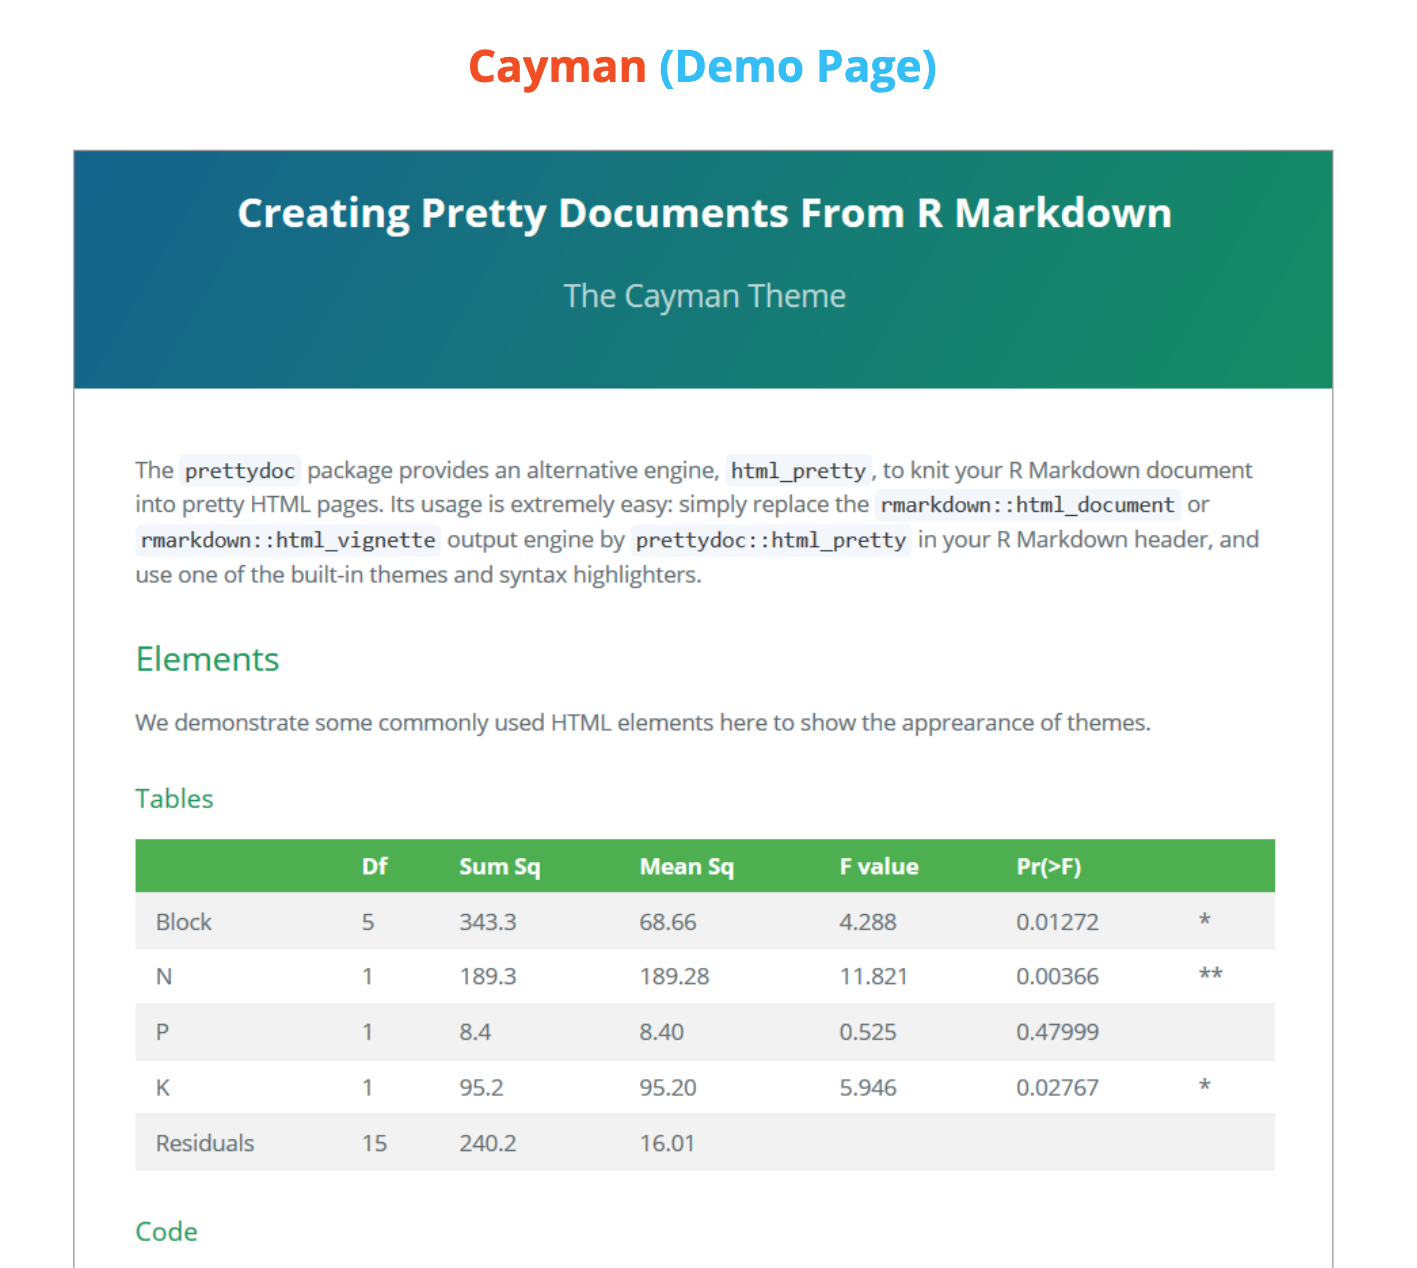 Cayman (Demo Page)
Creating Pretty Documents From R Markdown
The Cayman Theme
The prettydoc package provides an alternative engine, html_pretty, to knit your R Markdown document
into pretty HTML pages. Its usage is extremely easy: simply replace the rmarkdown::html_document or
rmarkdown::html_vignette output engine by prettydoc::html_pretty in your R Markdown header, and
use one of the built-in themes and syntax highlighters.
Elements
We demonstrate some commonly used HTML elements here to show the apprearance of themes.
Tables
Df Sum Sq Mean Sq F value Pr(>F)
Block 5 343.3 68.66 4.288 0.01272 *
N 1 189.3 189.28 11.821 0.00366 **
P 1 8.4 8.40 0.525 0.47999
K 1 95.2 95.20 5.946 0.02767 *
Residuals 15 240.2 16.01
Code